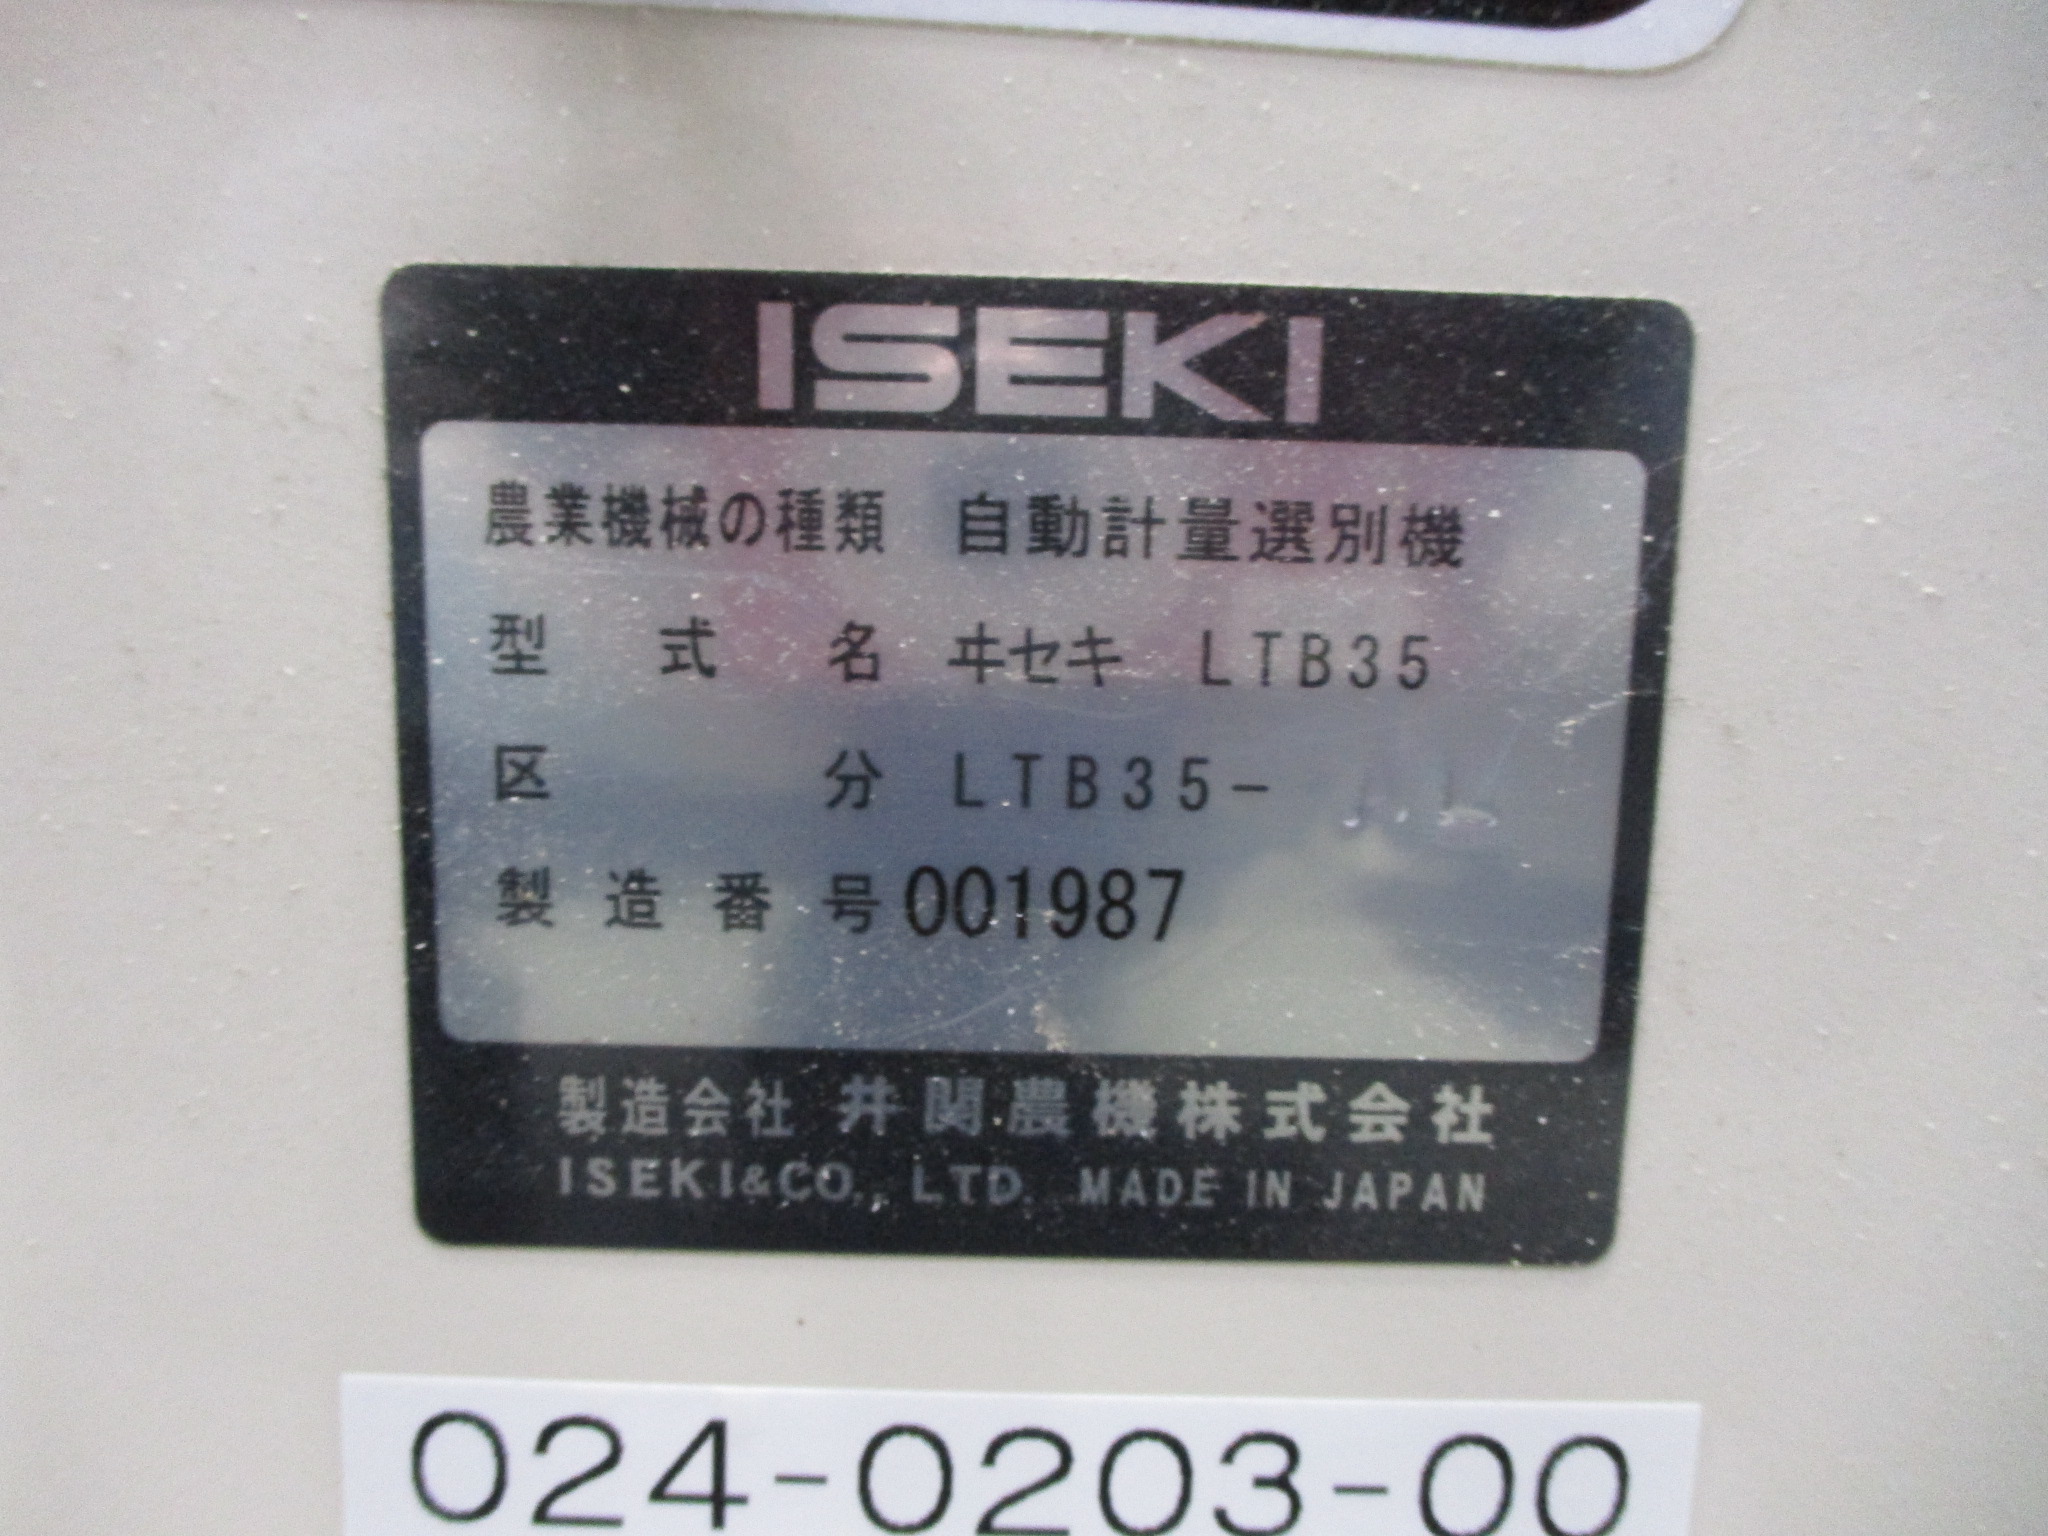 ISEKI
農業機械の種類 自動計量選別機
型式名 ヰセキ LTB35
区分 LTB35-
製造番号 001987
製造会社 井関農機株式会社
ISEKI&CO., LTD. MADE IN JAPAN
024-0203-00